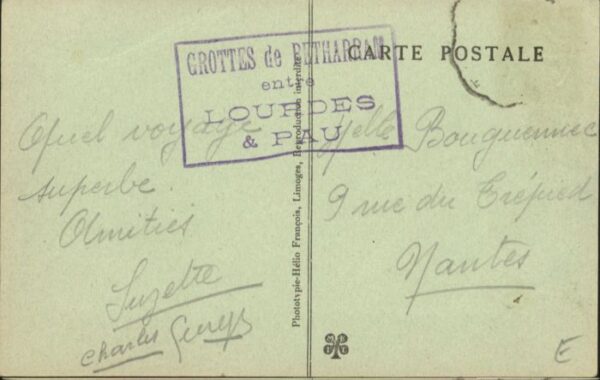 GROTTES de BETHARRAM
entre
LOURDES
& PAU
CARTE POSTALE
Quel voyage
superbe.
Amitiés
Suzette
Charles
Phototypie-Hélio François, Limoges, Reproduction interdite
Melle Bouguennec
9 rue du Trépied
Nantes
E